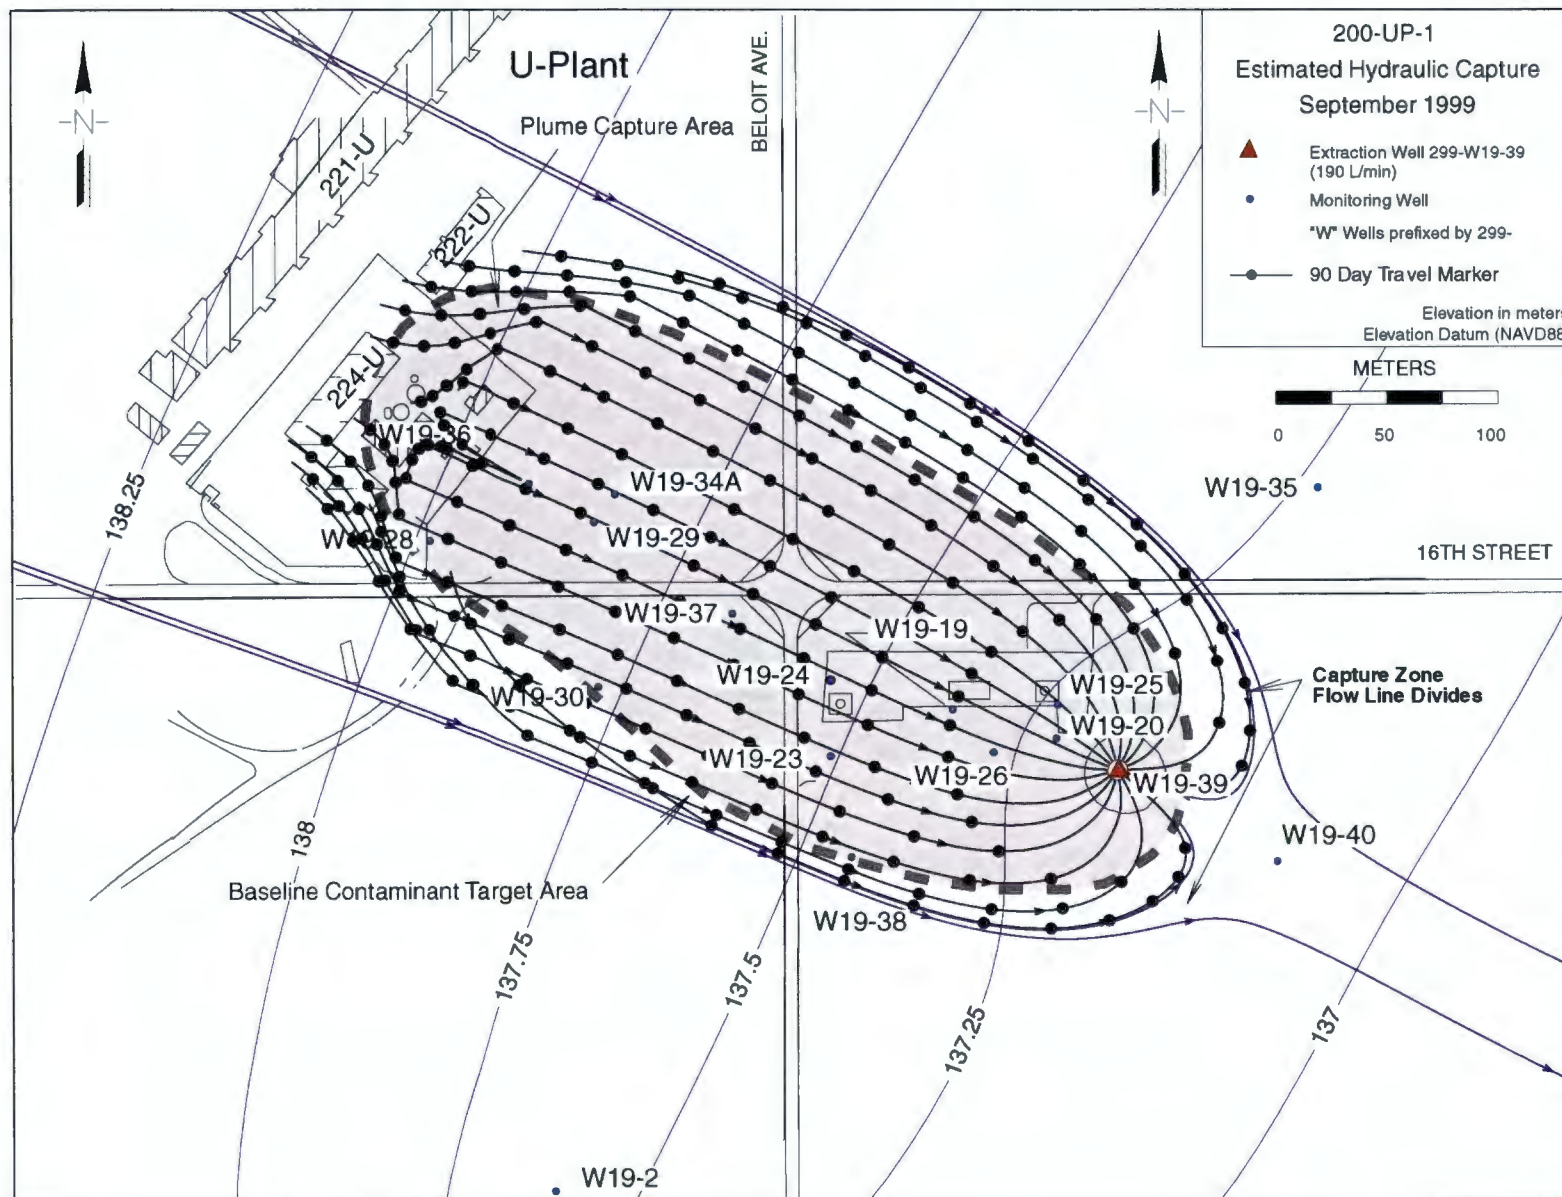 200-UP-1
Estimated Hydraulic Capture
September 1999
Extraction Well 299-W19-39
(190 L/min)
Monitoring Well
"W" Wells prefixed by 299-
90 Day Travel Marker
Elevation in meters
Elevation Datum (NAVD88
METERS
0 50 100
U-Plant
Plume Capture Area
BELOIT AVE.
-N-
-N-
221-U
222-U
224-U
W19-36
W19-34A
W19-35
W19-29
16TH STREET
138.25
W19-37
W19-19
W19-24
W19-25
Capture Zone
Flow Line Divides
W19-30
W19-20
W19-23
W19-26
W19-39
W19-40
138
Baseline Contaminant Target Area
W19-38
137.75
137.5
137.25
137
W19-2